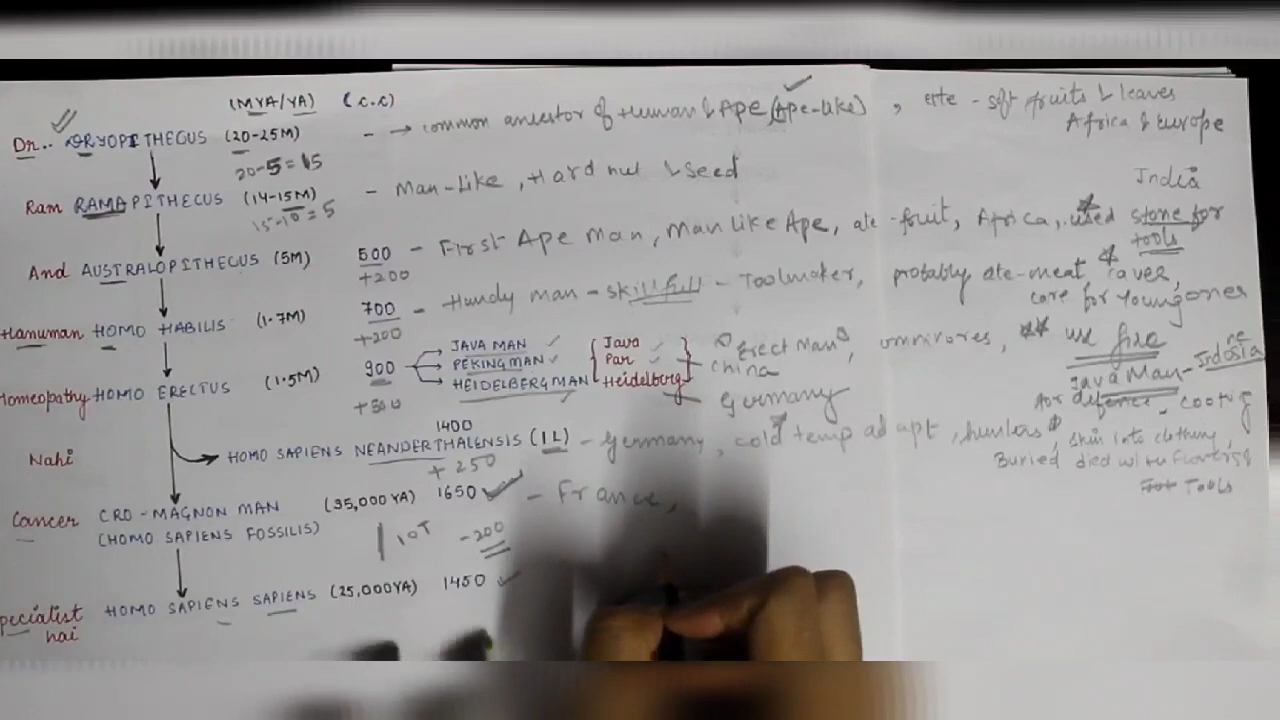 (MYA/YA) (C.C)
Dr.. DRYOPITHECUS (20-25M) - → common ancestor of Human & Ape (Ape-like), ate - soft fruits & leaves
Africa & Europe
20-5=15
Ram RAMAPITHECUS (14-15M) - Man-Like, Hard nut & Seed
India
15-10=5
And AUSTRALOPITHECUS (5M) 500 - First Ape Man, Man Like Ape, ate-fruit, Africa, used stone for
tools
+200
Hanuman HOMO HABILIS (1.7M) 700 - Handy man - skillfull - Toolmaker, probably ate-meat, caves,
care for Young ones
+200
Homeopathy HOMO ERECTUS (1.5M) 900
JAVA MAN Java
PEKING MAN Par China
HEIDELBERG MAN Heidelberg Germany
Erect Man, omnivores, use fire
Java Man -
for defence - cooking
+500
Nahi HOMO SAPIENS NEANDERTHALENSIS (1L) 1400 - Germany, cold temp adapt, hunters, skin into clothing,
Buried died with flowers &
Tools
+250
Cancer CRO-MAGNON MAN (35,000YA) 1650 - France,
(HOMO SAPIENS FOSSILIS)
10T -200
pecialist HOMO SAPIENS SAPIENS (25,000YA) 1450
hai